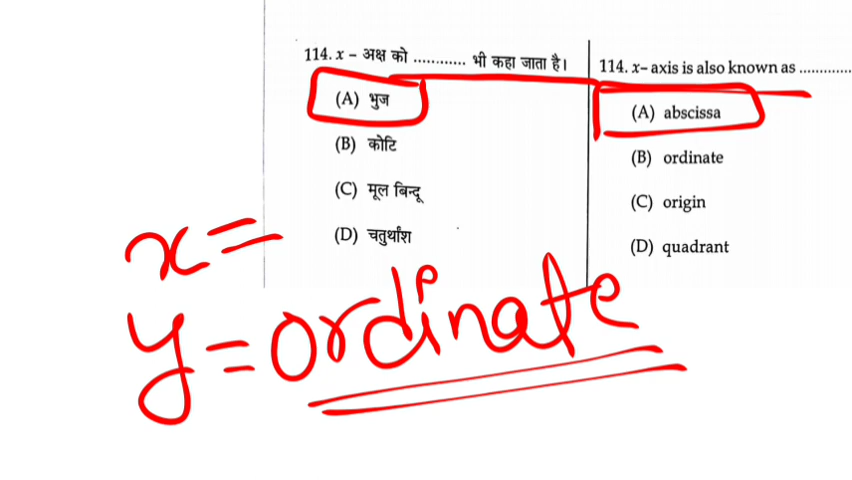 114. x – अक्ष को ............ भी कहा जाता है।
(A) भुज
(B) कोटि
(C) मूल बिन्दू
(D) चतुर्थांश
114. x– axis is also known as .............
(A) abscissa
(B) ordinate
(C) origin
(D) quadrant
x =
y = ordinate